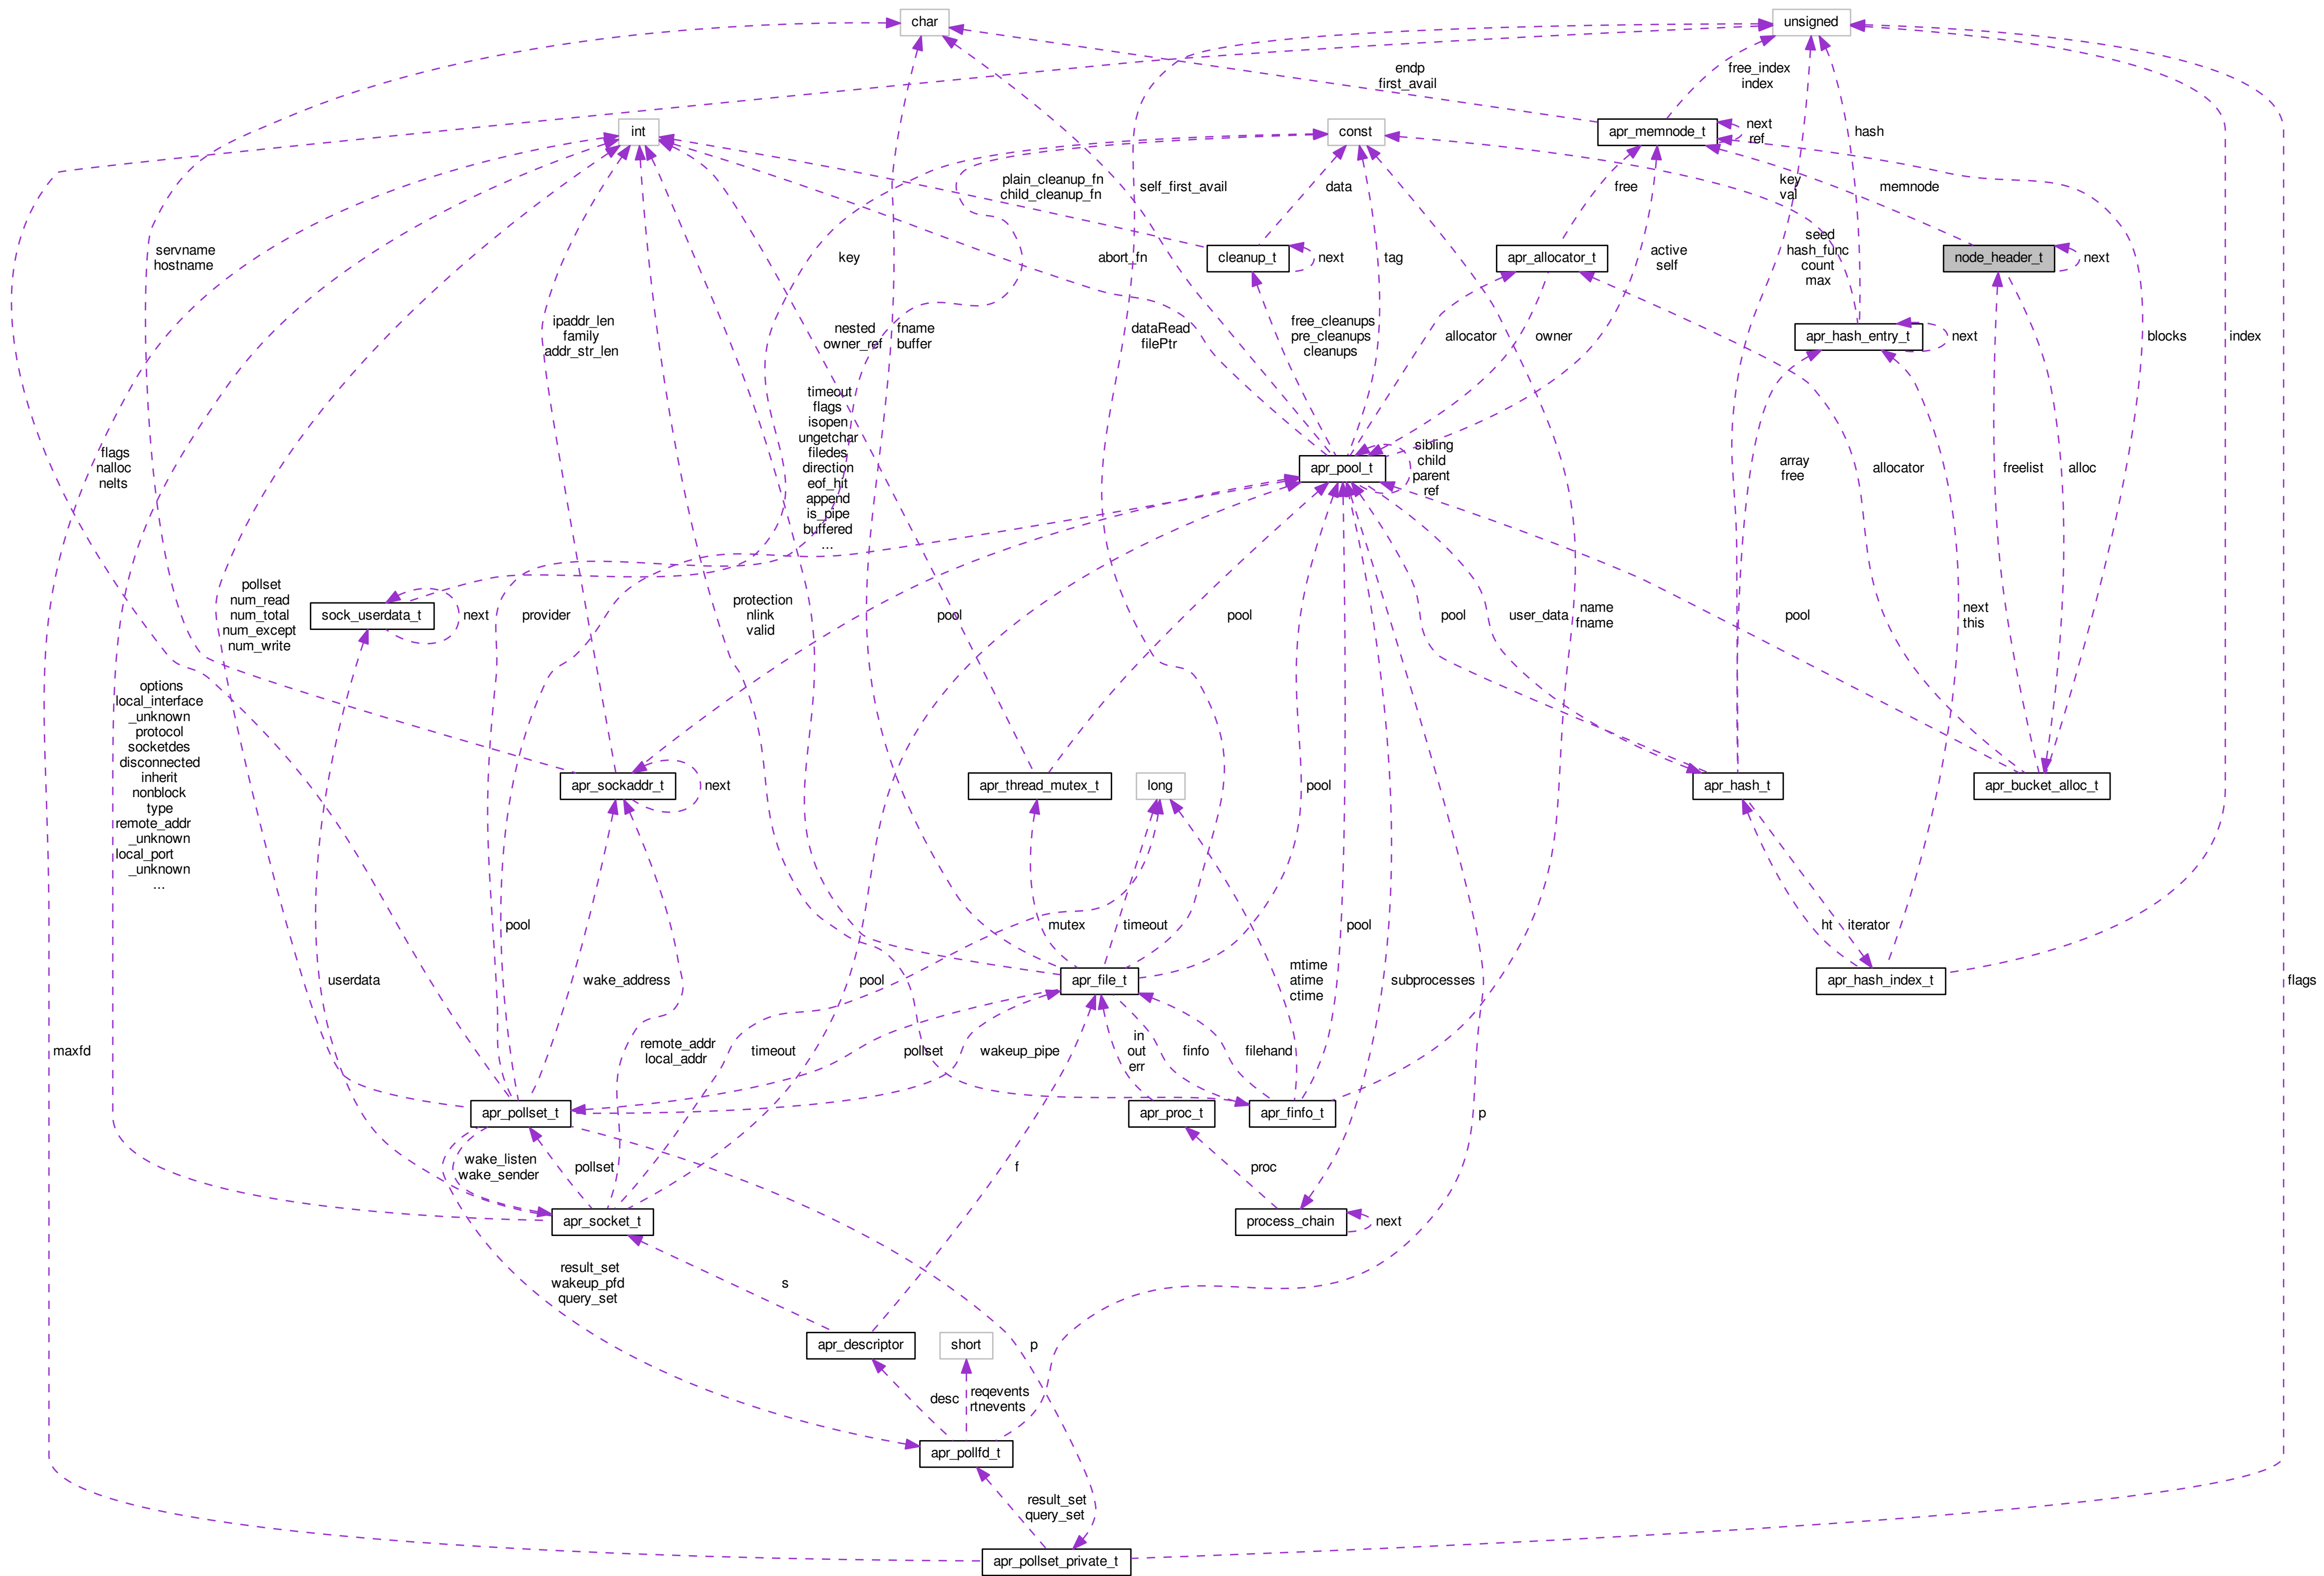 char
unsigned
endp
first_avail
free_index
index
int
const
apr_memnode_t
next
ref
hash
plain_cleanup_fn
child_cleanup_fn
data
self_first_avail
free
key
val
memnode
servname
hostname
key
abort_fn
cleanup_t
next
tag
apr_allocator_t
active
self
seed
hash_func
count
max
node_header_t
next
ipaddr_len
family
addr_str_len
nested
owner_ref
fname
buffer
dataRead
filePtr
free_cleanups
pre_cleanups
cleanups
allocator
owner
apr_hash_entry_t
next
blocks
index
timeout
flags
isopen
ungetchar
filedes
direction
eof_hit
append
is_pipe
buffered
...
flags
nalloc
nelts
apr_pool_t
sibling
child
parent
ref
array
free
allocator
freelist
alloc
pollset
num_read
num_total
num_except
num_write
sock_userdata_t
next
provider
protection
nlink
valid
pool
pool
pool
user_data
name
fname
pool
next
this
options
local_interface
_unknown
protocol
socketdes
disconnected
inherit
nonblock
type
remote_addr
_unknown
local_port
_unknown
...
apr_sockaddr_t
next
apr_thread_mutex_t
long
pool
apr_hash_t
apr_bucket_alloc_t
pool
mutex
timeout
pool
ht
iterator
userdata
wake_address
pool
apr_file_t
mtime
atime
ctime
subprocesses
apr_hash_index_t
flags
maxfd
remote_addr
local_addr
timeout
pollset
wakeup_pipe
in
out
err
finfo
filehand
apr_pollset_t
apr_proc_t
apr_finfo_t
p
wake_listen
wake_sender
pollset
f
proc
apr_socket_t
process_chain
next
result_set
wakeup_pfd
query_set
s
apr_descriptor
short
p
desc
reqevents
rtnevents
apr_pollfd_t
result_set
query_set
apr_pollset_private_t